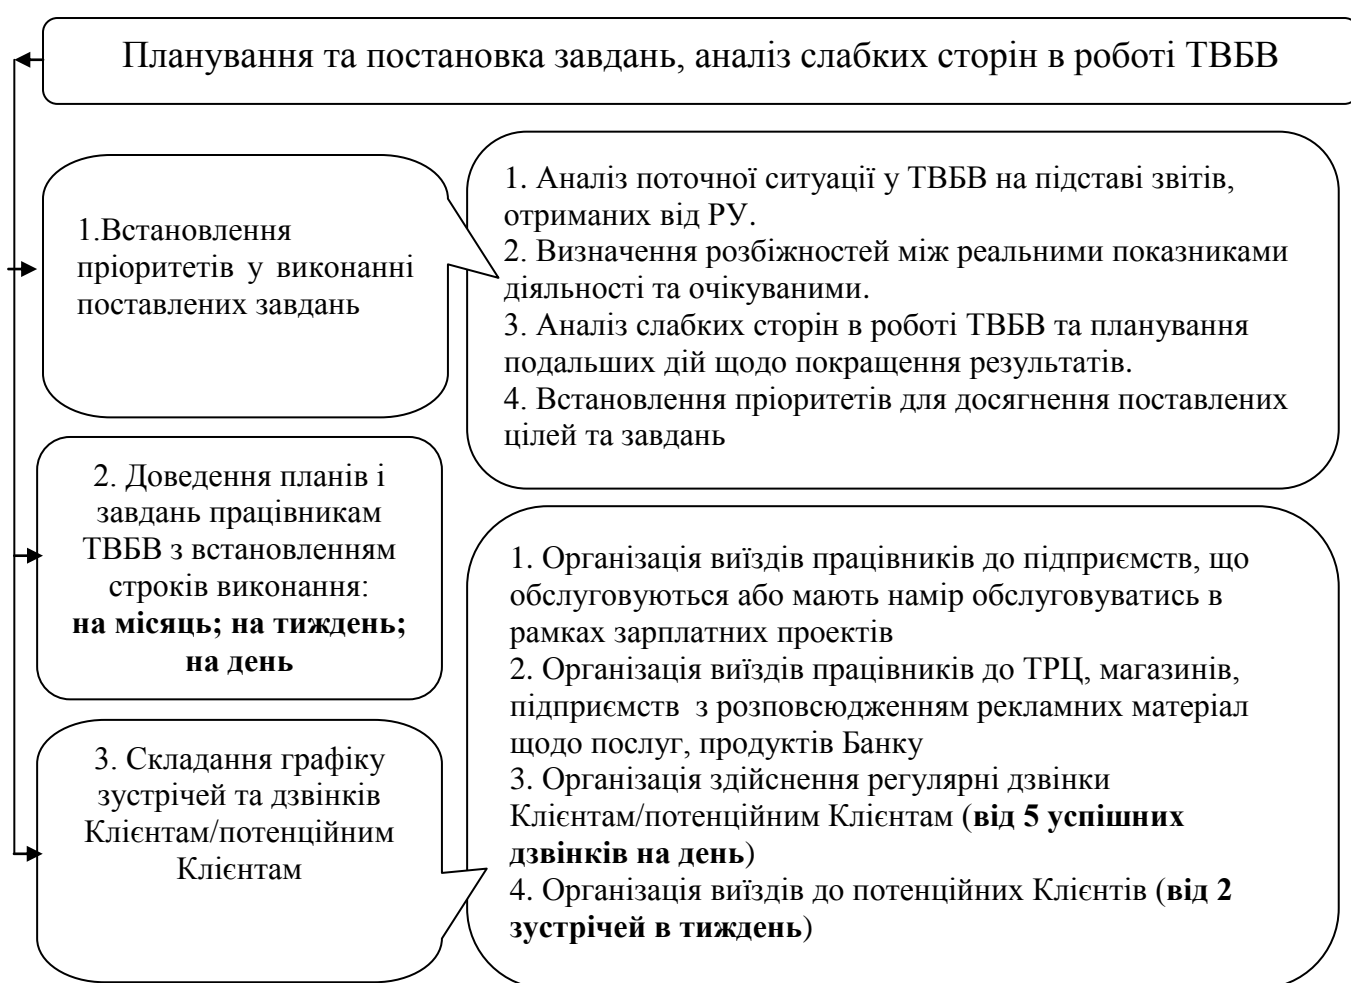 Планування та постановка завдань, аналіз слабких сторін в роботі ТВБВ
1.Встановлення
пріоритетів у виконанні
поставлених завдань
1. Аналіз поточної ситуації у ТВБВ на підставі звітів,
отриманих від РУ.
2. Визначення розбіжностей між реальними показниками
діяльності та очікуваними.
3. Аналіз слабких сторін в роботі ТВБВ та планування
подальших дій щодо покращення результатів.
4. Встановлення пріоритетів для досягнення поставлених
цілей та завдань
2. Доведення планів і
завдань працівникам
ТВБВ з встановленням
строків виконання:
на місяць; на тиждень;
на день
3. Складання графіку
зустрічей та дзвінків
Клієнтам/потенційним
Клієнтам
1. Організація виїздів працівників до підприємств, що
обслуговуються або мають намір обслуговуватись в
рамках зарплатних проектів
2. Організація виїздів працівників до ТРЦ, магазинів,
підприємств з розповсюдженням рекламних матеріал
щодо послуг, продуктів Банку
3. Організація здійснення регулярні дзвінки
Клієнтам/потенційним Клієнтам (від 5 успішних
дзвінків на день)
4. Організація виїздів до потенційних Клієнтів (від 2
зустрічей в тиждень)